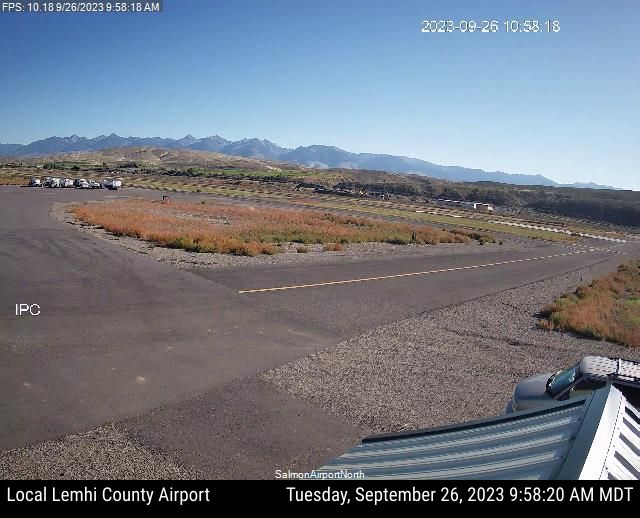 FPS: 10.18 9/26/2023 9:58:18 AM
2023-09-26 10:58:18
IPC
SalmonAirportNorth
Local Lemhi County Airport Tuesday, September 26, 2023 9:58:20 AM MDT